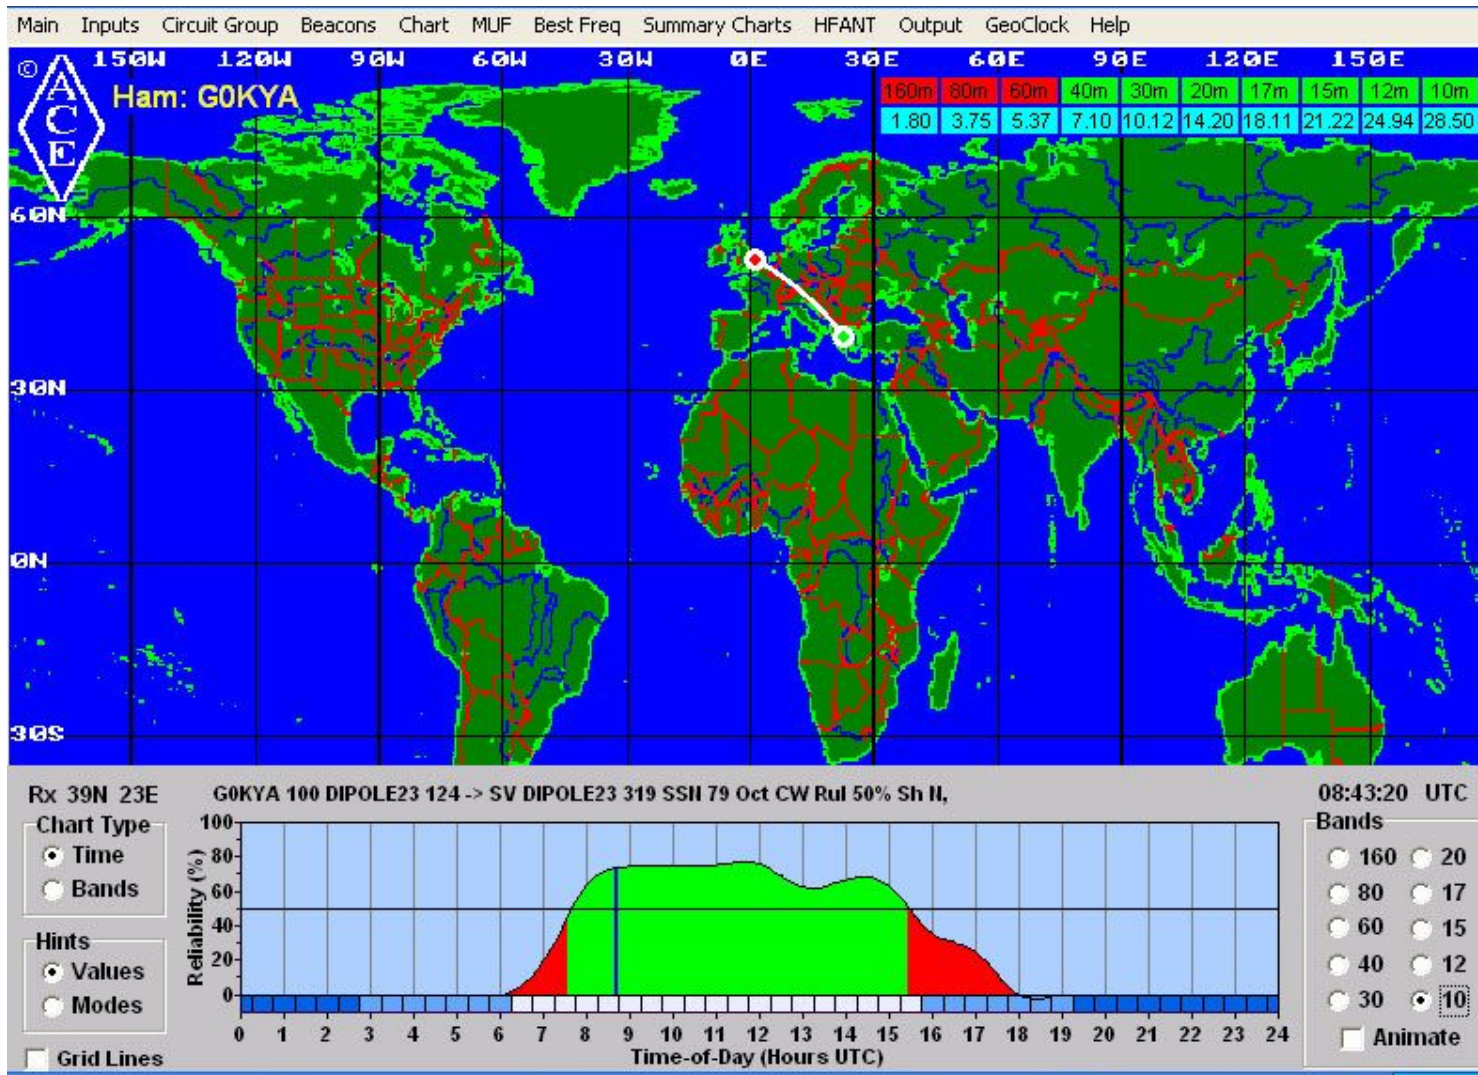 Main Inputs Circuit Group Beacons Chart MUF Best Freq Summary Charts HFANT Output GeoClock Help
150W 120W 90W 60W 30W 0E 30E 60E 90E 120E 150E
© ACE
Ham: G0KYA
160m 80m 60m 40m 30m 20m 17m 15m 12m 10m
1.80 3.75 5.37 7.10 10.12 14.20 18.11 21.22 24.94 28.50
60N
30N
0N
30S
Rx 39N 23E G0KYA 100 DIPOLE23 124 -> SV DIPOLE23 319 SSN 79 Oct CW Rul 50% Sh N, 08:43:20 UTC
Chart Type
Time
Bands
Hints
Values
Modes
Grid Lines
Reliability (%)
100
80
60
40
20
0
0 1 2 3 4 5 6 7 8 9 10 11 12 13 14 15 16 17 18 19 20 21 22 23 24
Time-of-Day (Hours UTC)
Bands
160 20
80 17
60 15
40 12
30 10
Animate